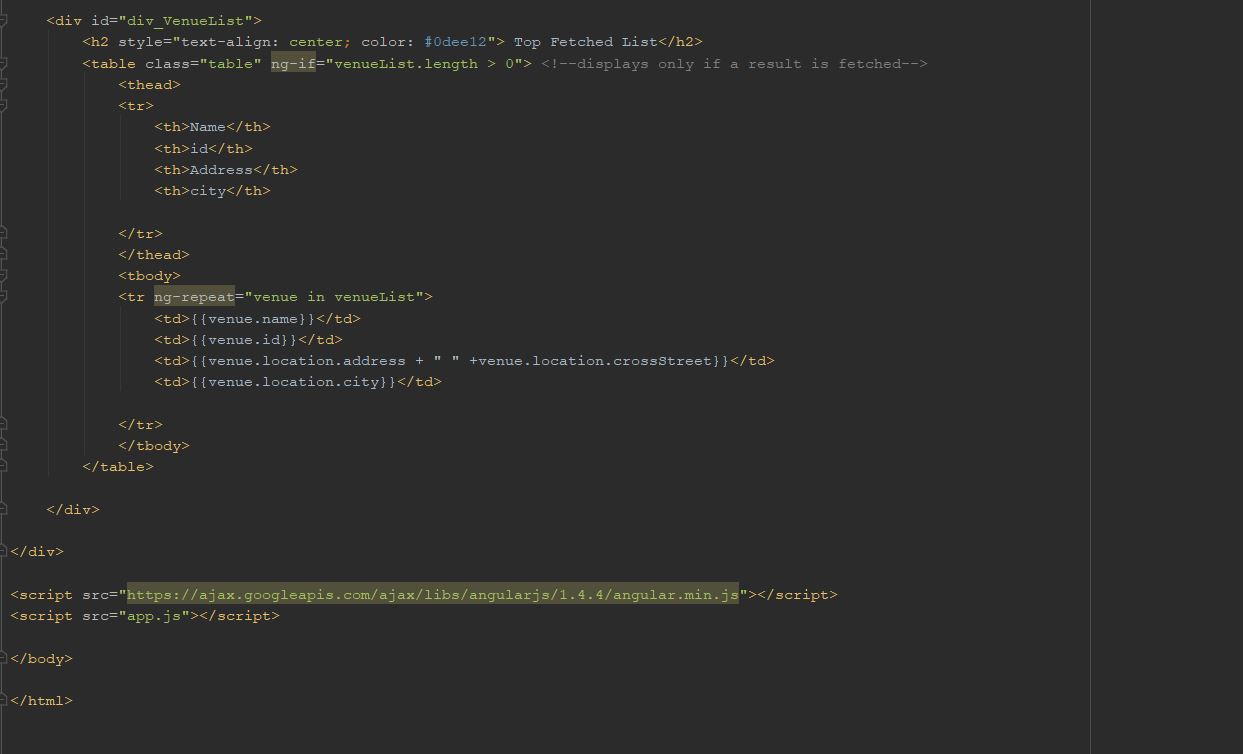 <div id="div_VenueList">
<h2 style="text-align: center; color: #0dee12"> Top Fetched List</h2>
<table class="table" ng-if="venueList.length > 0"> <!--displays only if a result is fetched-->
<thead>
<tr>
<th>Name</th>
<th>id</th>
<th>Address</th>
<th>city</th>
</tr>
</thead>
<tbody>
<tr ng-repeat="venue in venueList">
<td>{{venue.name}}</td>
<td>{{venue.id}}</td>
<td>{{venue.location.address + " " +venue.location.crossStreet}}</td>
<td>{{venue.location.city}}</td>
</tr>
</tbody>
</table>
</div>
</div>
<script src="https://ajax.googleapis.com/ajax/libs/angularjs/1.4.4/angular.min.js"></script>
<script src="app.js"></script>
</body>
</html>